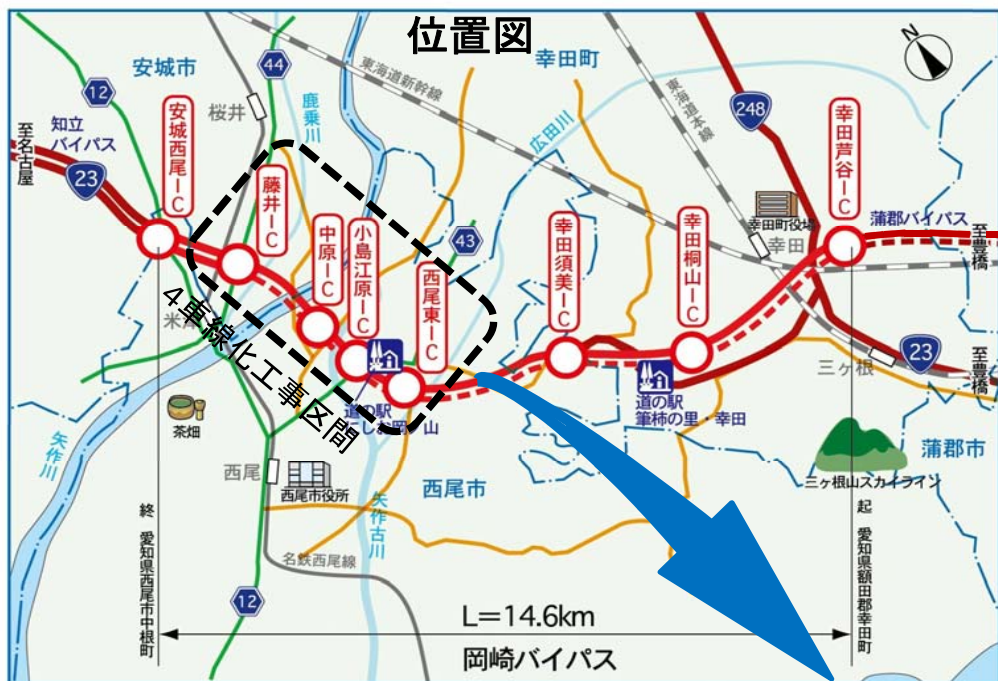 位置図
安城市
幸田町
東海道新幹線
44
12
桜井
鹿乗川
広田川
東海道本線
248
N
至名古屋
知立
バイパス
23
安城西尾IC
藤井IC
中原IC
小島江原IC
西尾東IC
43
幸田須美IC
幸田桐山IC
幸田芦谷IC
幸田町役場
幸田
蒲郡バイパス
至豊橋
4車線化工事区間
道の駅
道の駅
筆柿の里・幸田
三ヶ根
23
至豊橋
茶畑
矢作川
西尾
西尾市役所
矢作古川
西尾市
三ヶ根山スカイライン
蒲郡市
名鉄西尾線
12
終 愛知県西尾市中根町
起 愛知県額田郡幸田町
L=14.6km
岡崎バイパス